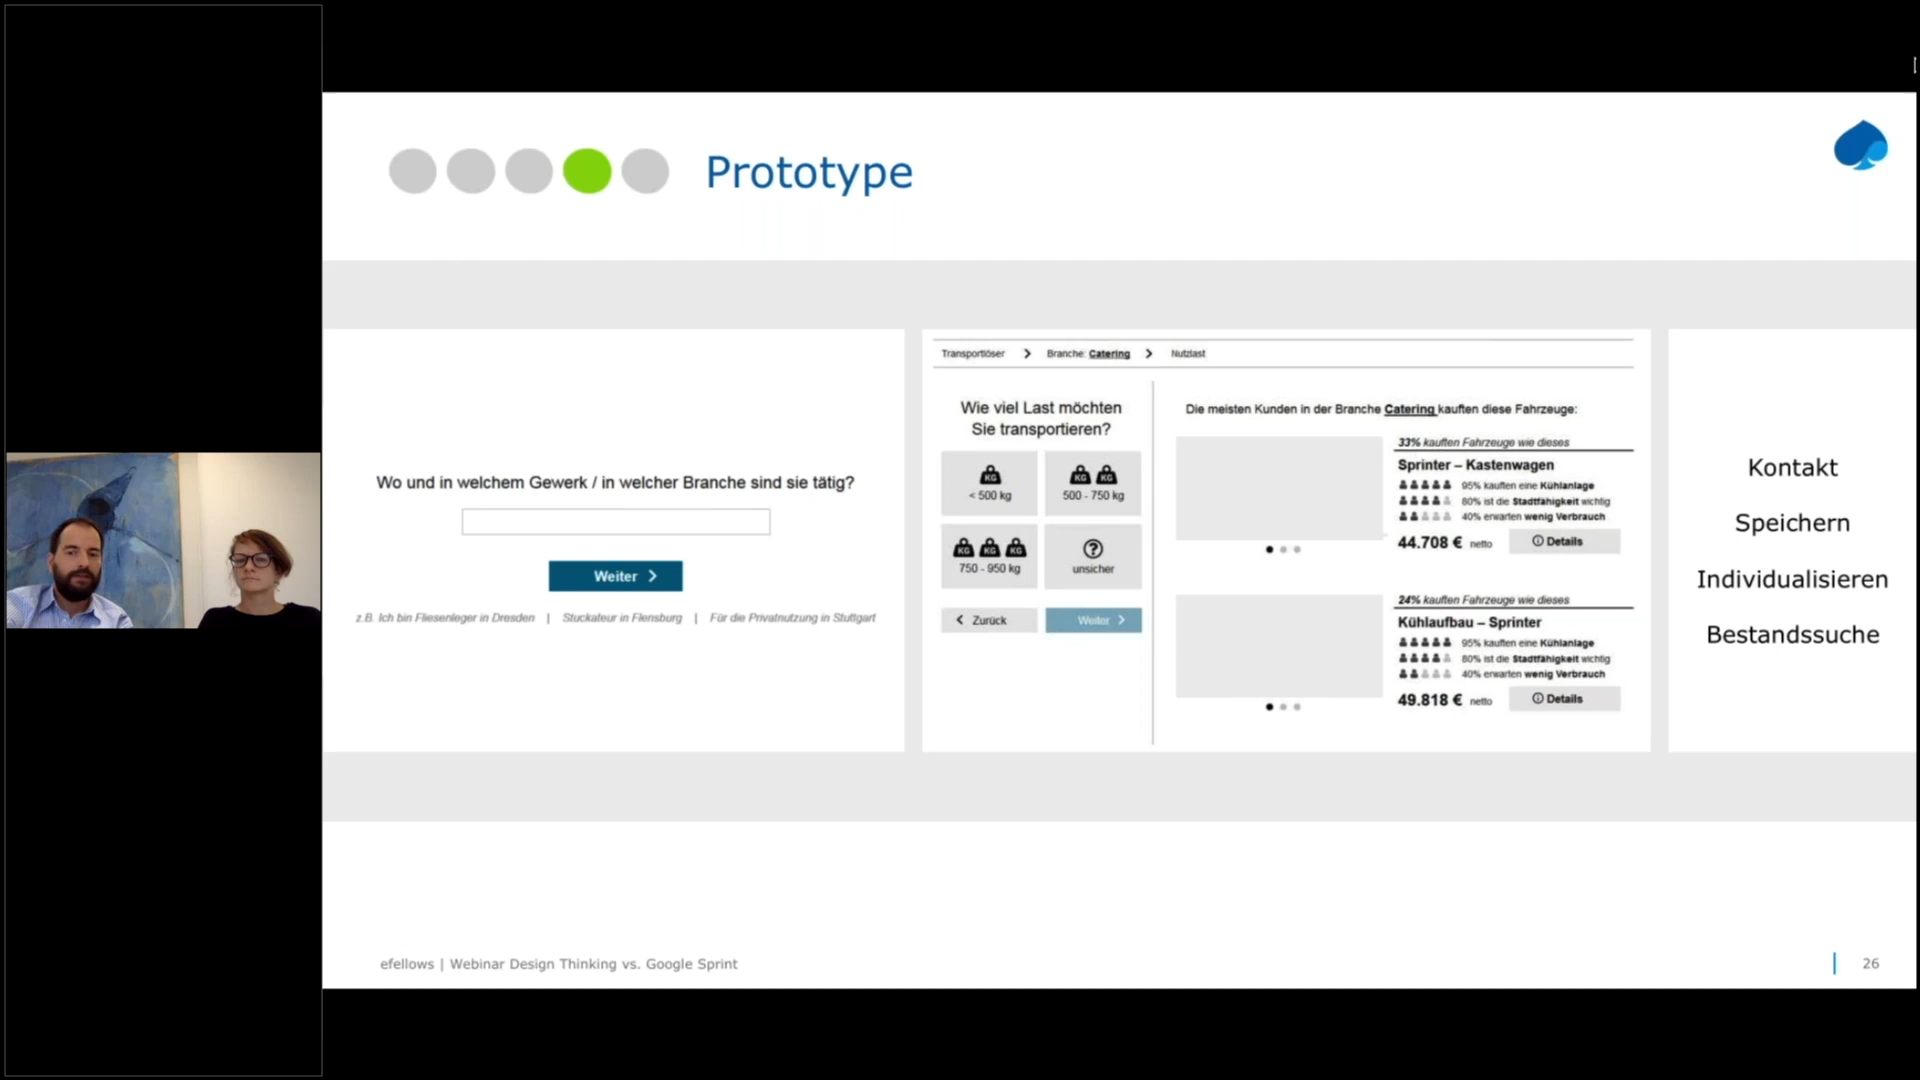 Prototype
Wo und in welchem Gewerk / in welcher Branche sind sie tätig?
Weiter
z.B. Ich bin Fliesenleger in Dresden | Stuckateur in Flensburg | Für die Privatnutzung in Stuttgart
Transportlöser > Branche: Catering > Nutzlast
Wie viel Last möchten
Sie transportieren?
KG
< 500 kg
KG KG
500 - 750 kg
KG KG KG
750 - 950 kg
?
unsicher
Zurück
Weiter
Die meisten Kunden in der Branche Catering kauften diese Fahrzeuge:
33% kauften Fahrzeuge wie dieses
Sprinter – Kastenwagen
95% kauften eine Kühlanlage
80% ist die Stadtfähigkeit wichtig
40% erwarten wenig Verbrauch
44.708 € netto
Details
24% kauften Fahrzeuge wie dieses
Kühlaufbau – Sprinter
95% kauften eine Kühlanlage
80% ist die Stadtfähigkeit wichtig
40% erwarten wenig Verbrauch
49.818 € netto
Details
Kontakt
Speichern
Individualisieren
Bestandssuche
efellows | Webinar Design Thinking vs. Google Sprint
26